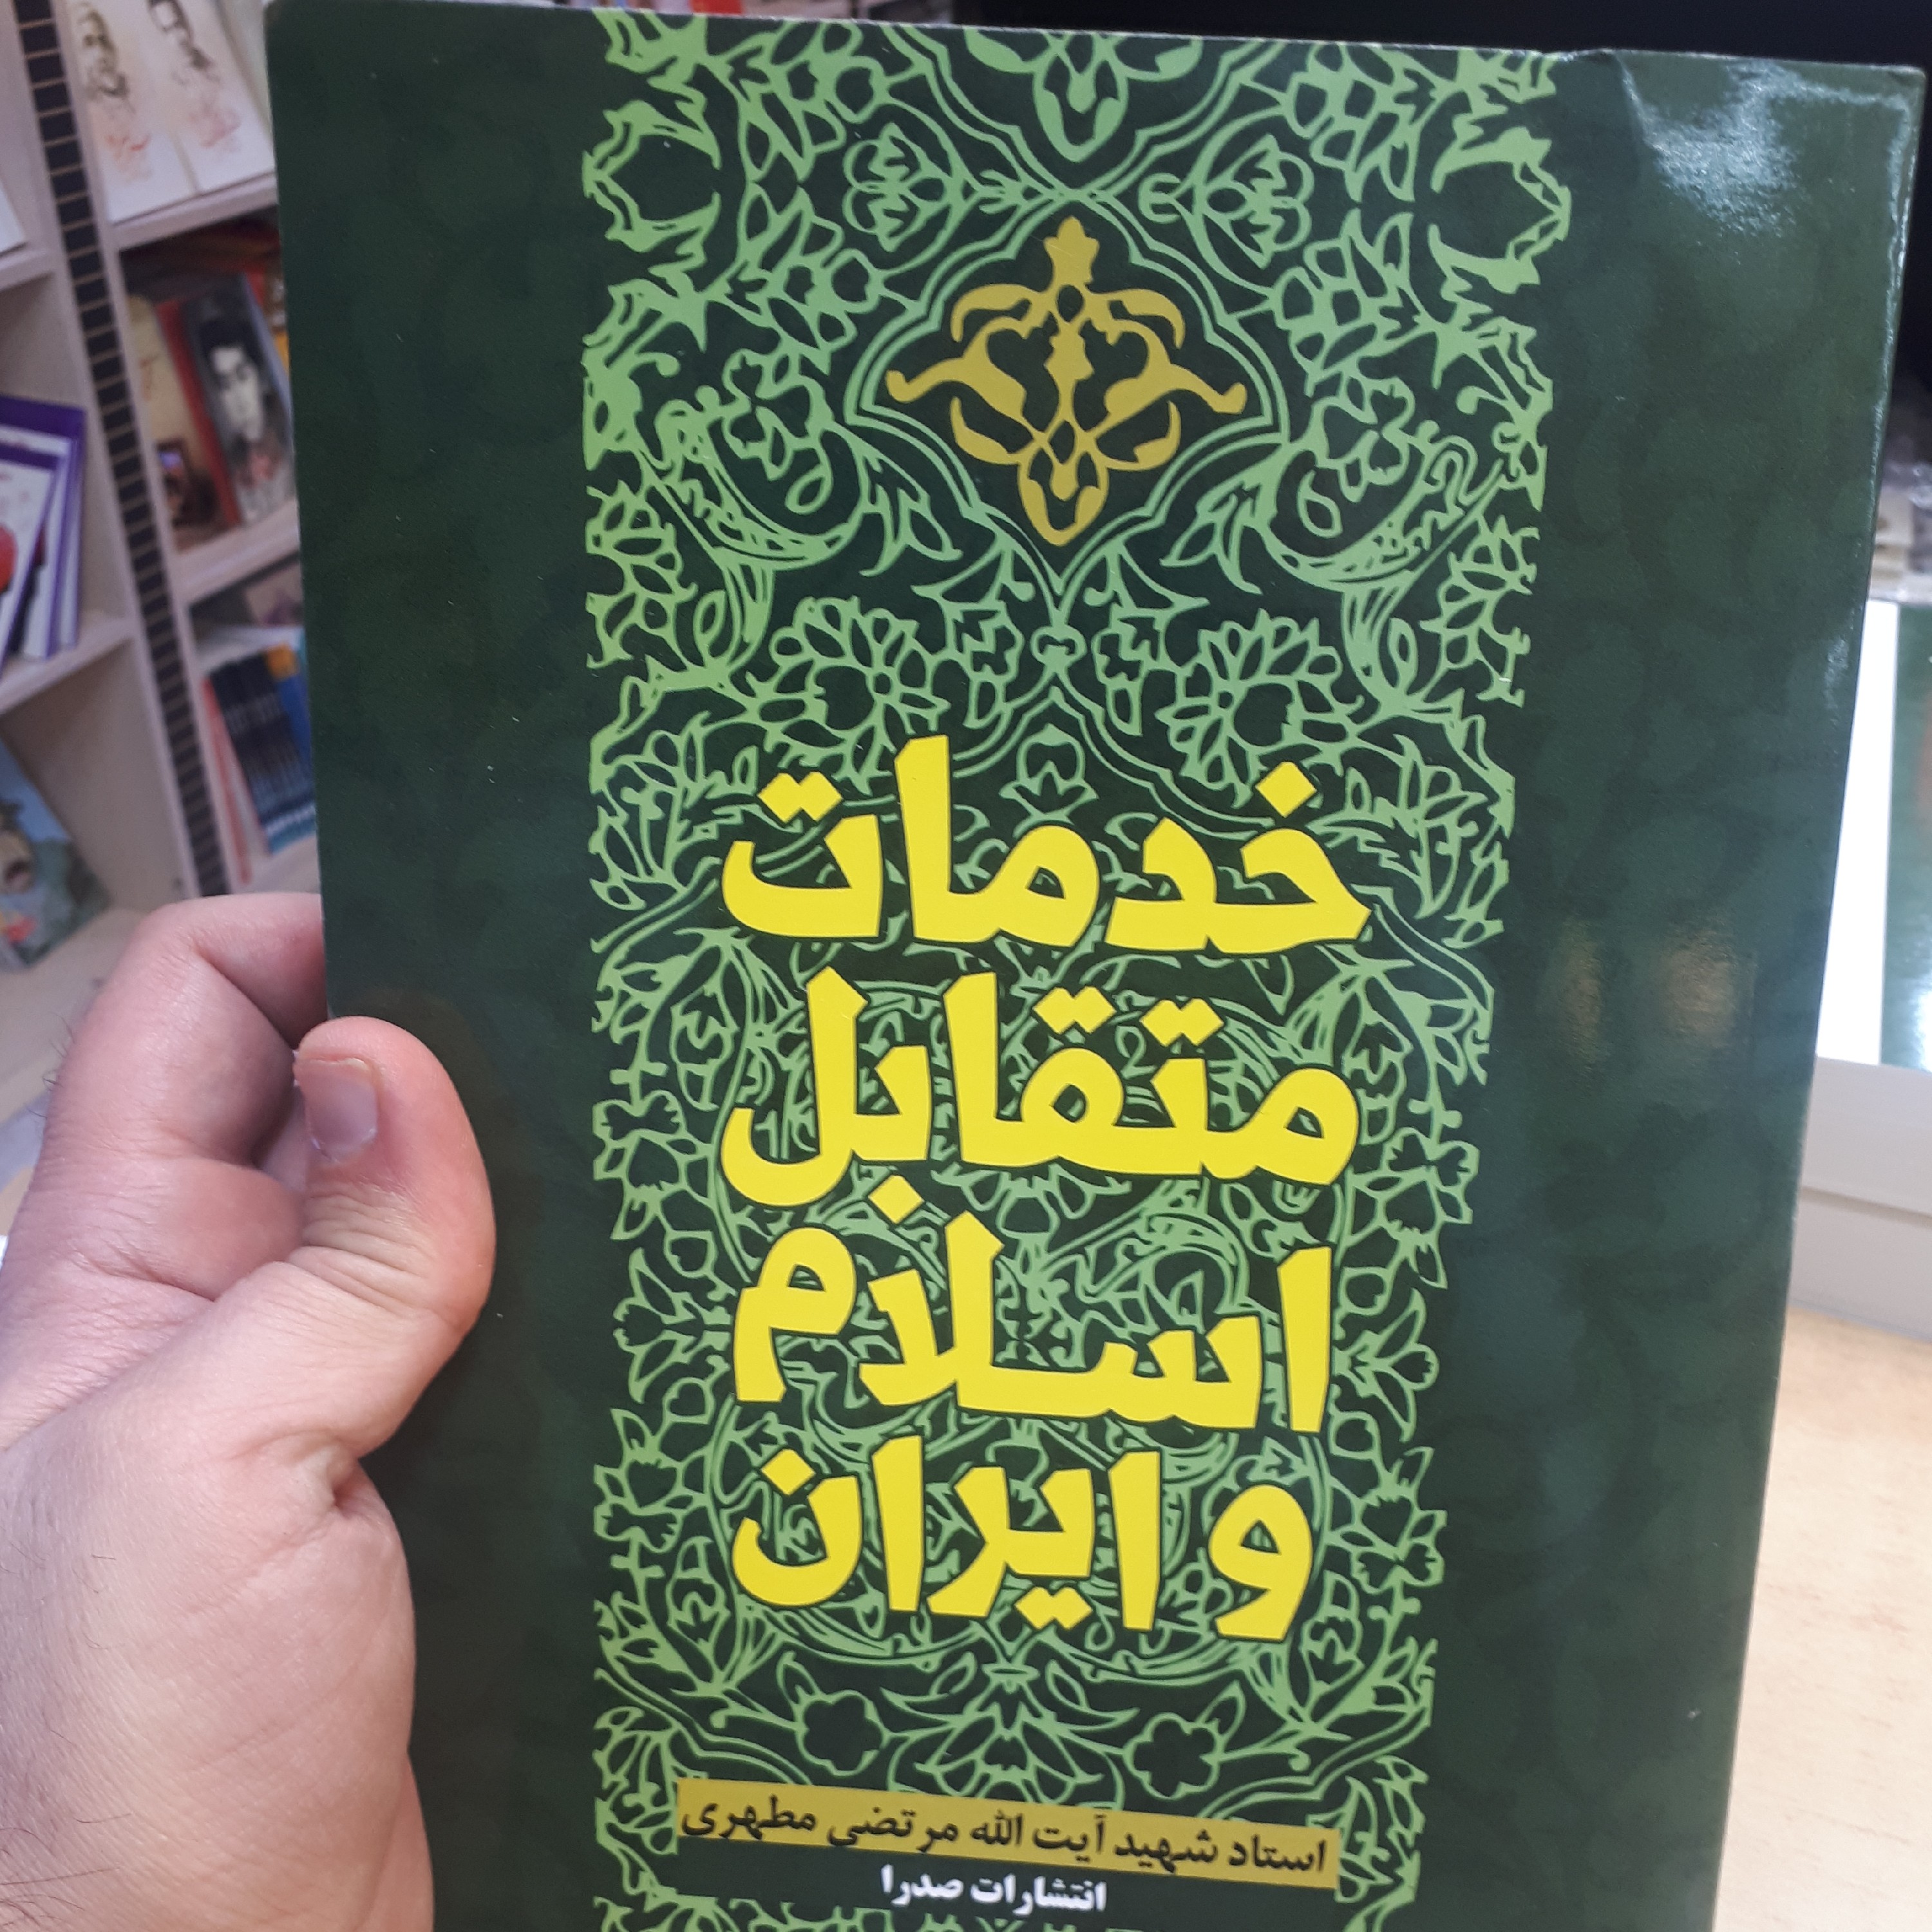 خدمات
متقابل
اسلام
و ایران
استاد شهید آیت الله مرتضی مطهری
انتشارات صدرا